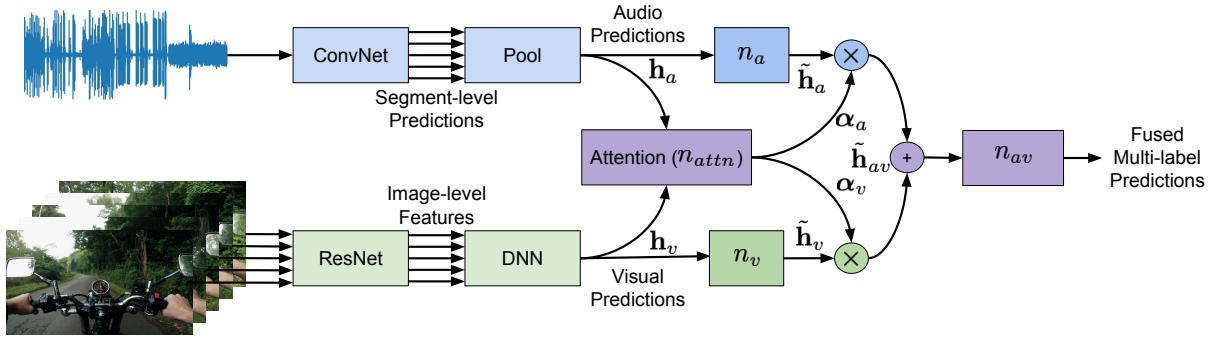 ConvNet
Segment-level
Predictions
Pool
Audio
Predictions
h_a
n_a
h̃_a
×
α_a
Attention (n_attn)
h̃_av
α_v
+
n_av
Fused
Multi-label
Predictions
Image-level
Features
ResNet
DNN
h_v
Visual
Predictions
n_v
h̃_v
×